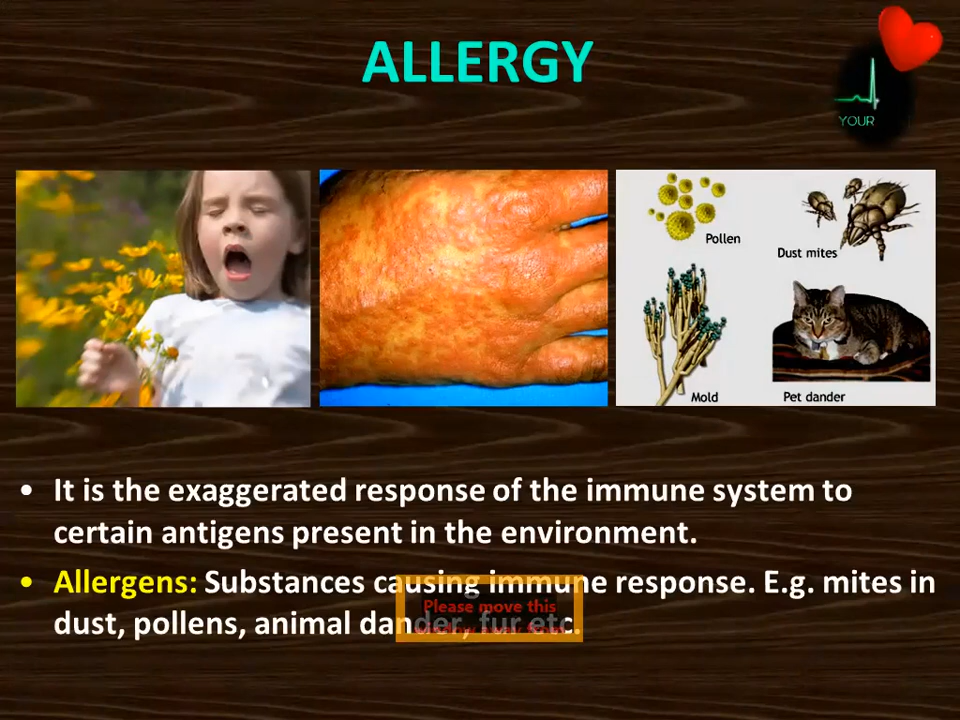 ALLERGY
YOUR
Pollen
Dust mites
Mold
Pet dander
• It is the exaggerated response of the immune system to
certain antigens present in the environment.
• Allergens: Substances causing immune response. E.g. mites in
dust, pollens, animal dander, fur etc.
Please move this